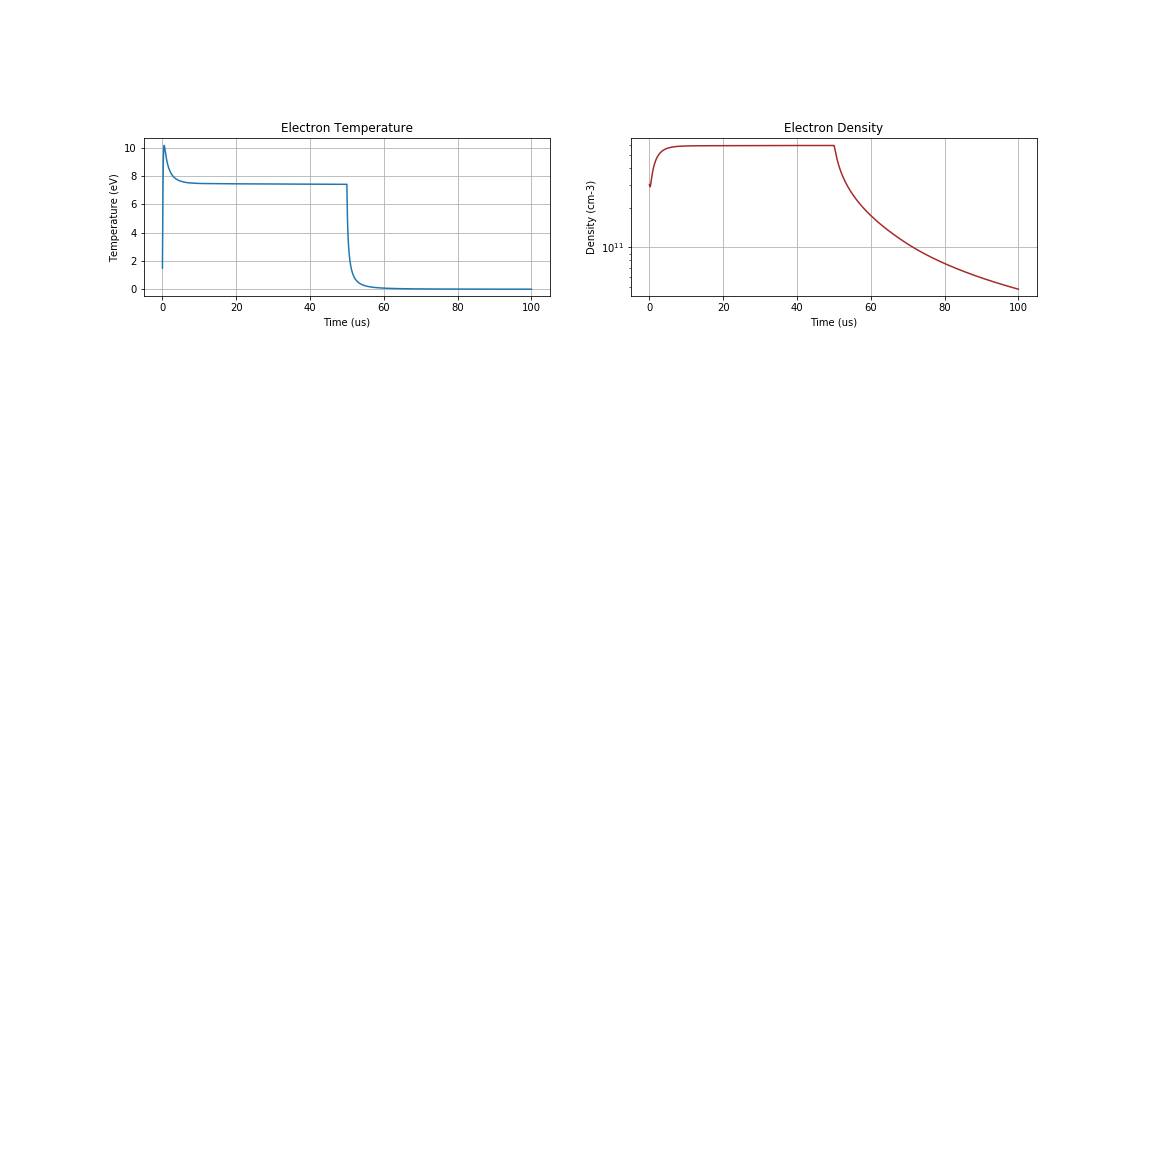 Electron Temperature
Temperature (eV)
10
8
6
4
2
0
0 20 40 60 80 100
Time (us)
Electron Density
Density (cm-3)
10¹¹
0 20 40 60 80 100
Time (us)